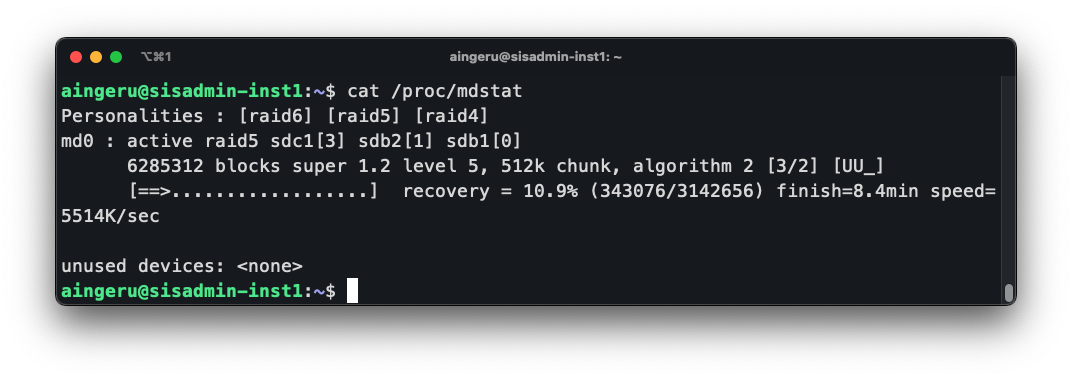 ⌥⌘1
aingeru@sisadmin-inst1: ~
aingeru@sisadmin-inst1:~$ cat /proc/mdstat
Personalities : [raid6] [raid5] [raid4]
md0 : active raid5 sdc1[3] sdb2[1] sdb1[0]
      6285312 blocks super 1.2 level 5, 512k chunk, algorithm 2 [3/2] [UU_]
      [==>..................]  recovery = 10.9% (343076/3142656) finish=8.4min speed=
5514K/sec
unused devices: <none>
aingeru@sisadmin-inst1:~$